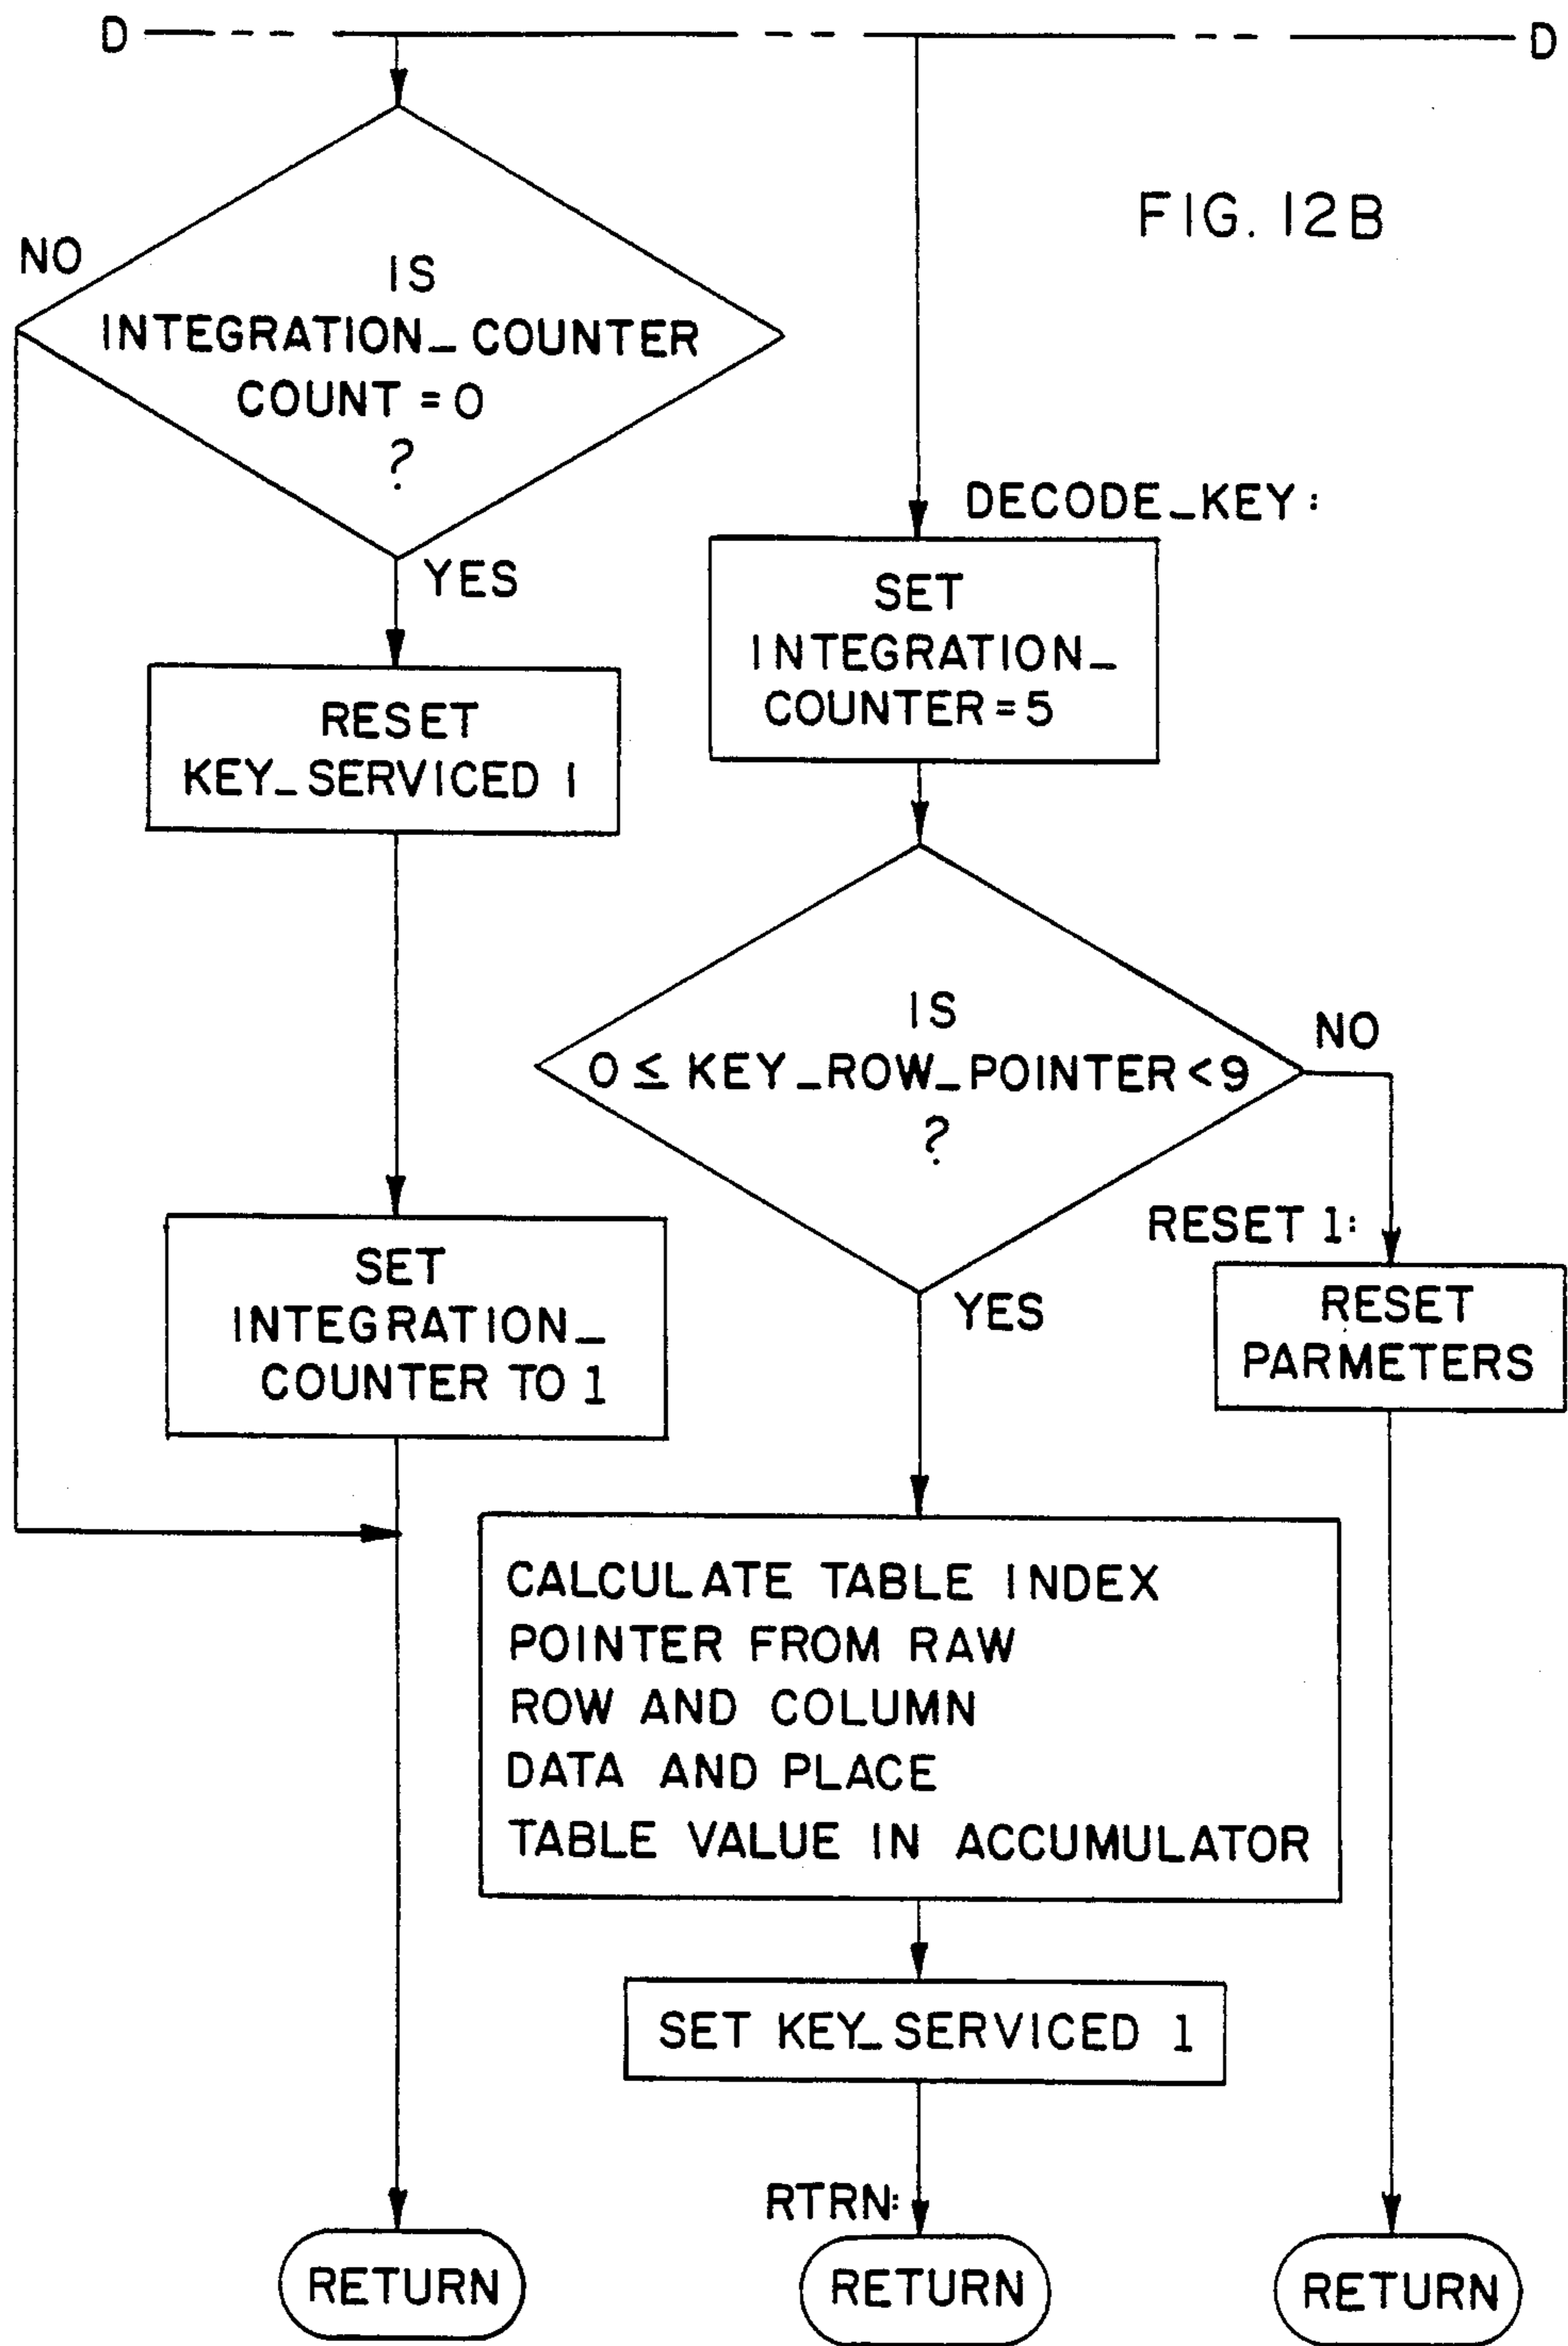 D
D
FIG. 12B
NO
IS
INTEGRATION_COUNTER
COUNT = 0
?
YES
RESET
KEY_SERVICED 1
SET
INTEGRATION_
COUNTER TO 1
RETURN
DECODE_KEY:
SET
INTEGRATION_
COUNTER = 5
IS
0 ≤ KEY_ROW_POINTER < 9
?
NO
YES
RESET 1:
RESET
PARMETERS
CALCULATE TABLE INDEX
POINTER FROM RAW
ROW AND COLUMN
DATA AND PLACE
TABLE VALUE IN ACCUMULATOR
SET KEY_SERVICED 1
RTRN:
RETURN
RETURN